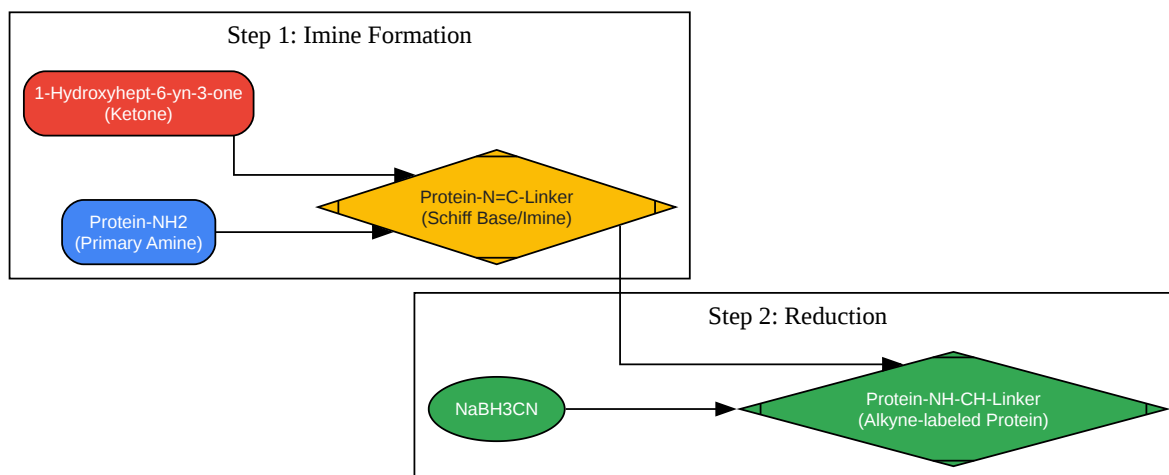 Step 1: Imine Formation
1-Hydroxyhept-6-yn-3-one
(Ketone)
Protein-NH2
(Primary Amine)
Protein-N=C-Linker
(Schiff Base/Imine)
Step 2: Reduction
NaBH3CN
Protein-NH-CH-Linker
(Alkyne-labeled Protein)